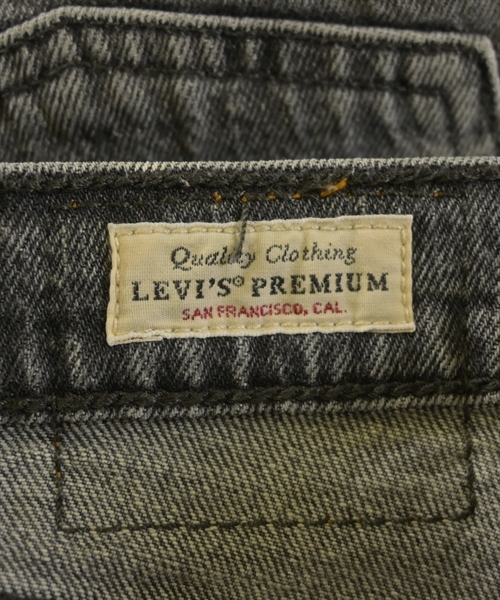 Quality Clothing
LEVI'S® PREMIUM
SAN FRANCISCO, CAL.